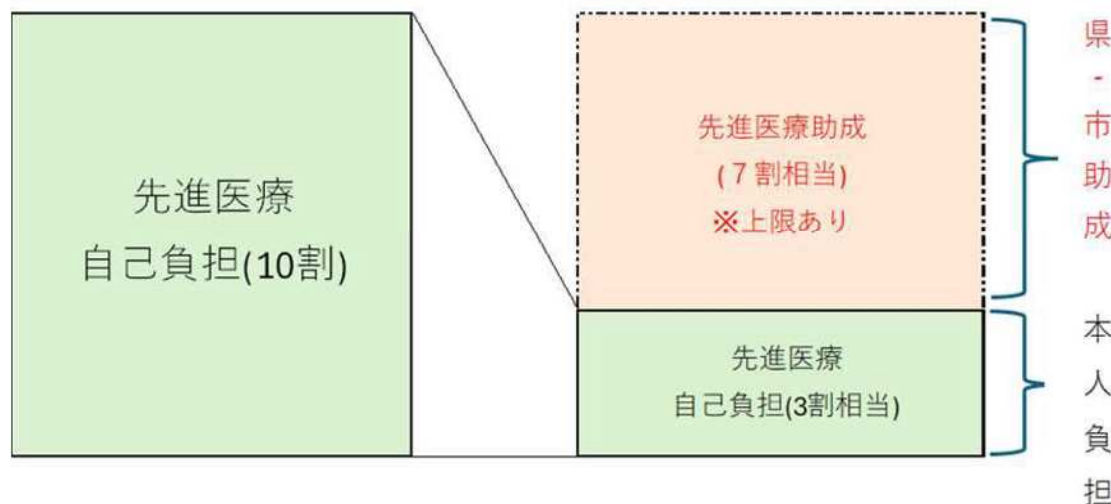 先進医療
自己負担(10割)
先進医療助成
(７割相当)
※上限あり
先進医療
自己負担(3割相当)
県
-
市
助
成
本
人
負
担